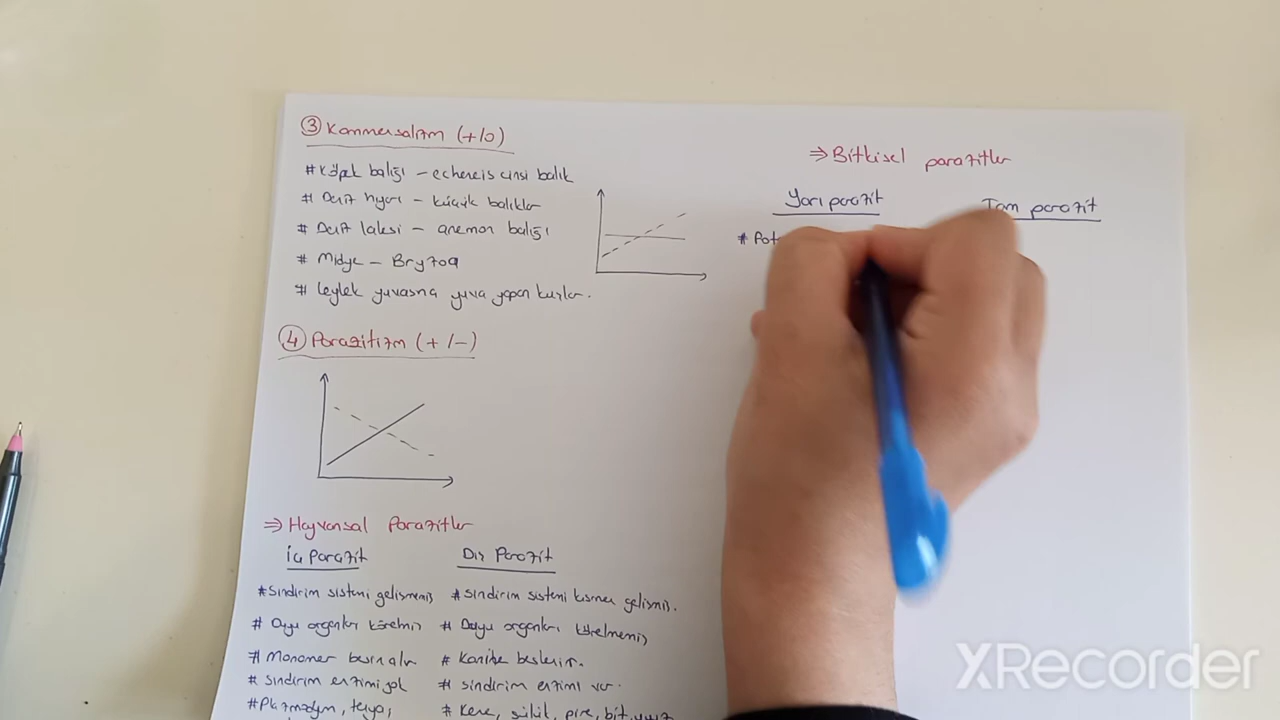 ③ Kommensalizm (+/0)
# Köpek balığı - echeneis cinsi balık
# Deniz hıyarı - küçük balıklar
# Deniz lalesi - anemon balığı
# Midye - Bryzoa
# leylek yuvasına yuva yapan kuşlar.
④ Parazitizm (+/-)
⇒ Hayvansal Parazitler
İç Parazit
# Sindirim sistemi gelişmemiş
# Duyu organları körelmiş
# Monomer besin alır
# sindirim enzimi yok
# Plazmodyum, tenya,
Dış Parazit
# Sindirim sistemi kısmen gelişmiş.
# Duyu organları körelmemiş
# Kanla beslenir.
# sindirim enzimi var.
# Kene, sülük, pire, bit,
⇒ Bitkisel parazitler
Yarı parazit
Tam parazit
XRecorder